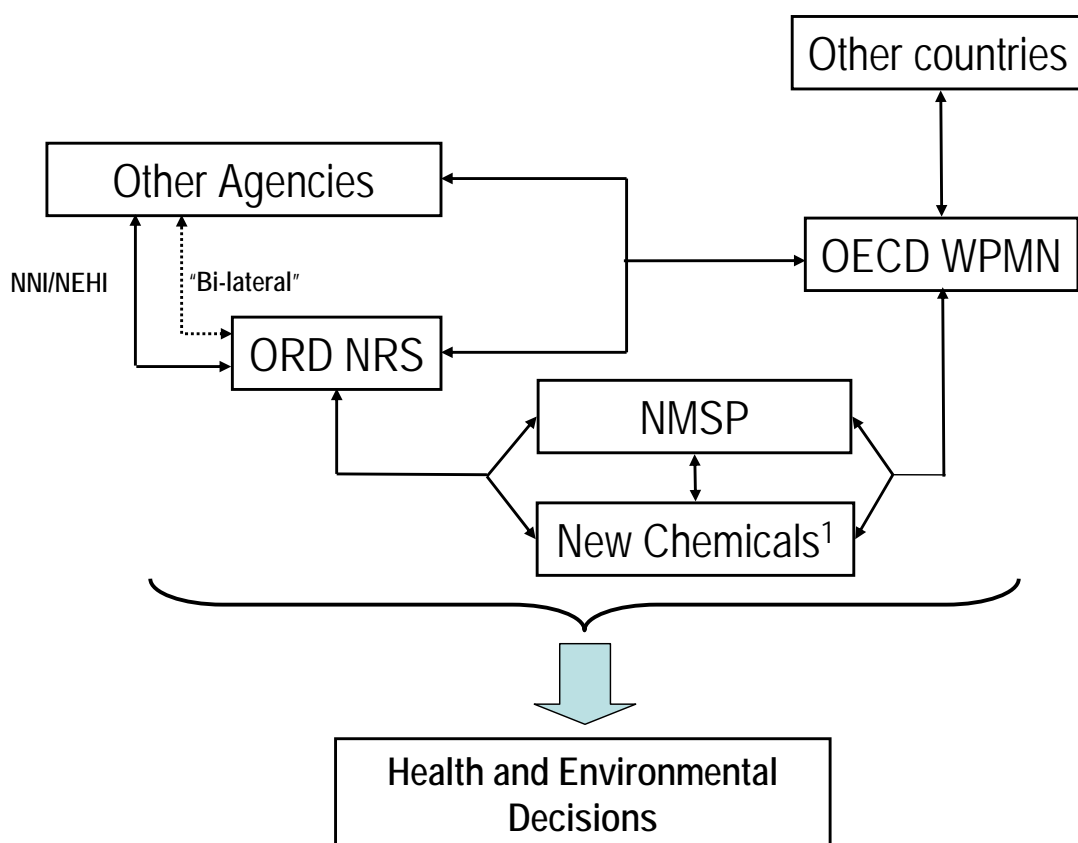 Other countries
Other Agencies
OECD WPMN
NNI/NEHI
“Bi-lateral”
ORD NRS
NMSP
New Chemicals¹
Health and Environmental
Decisions